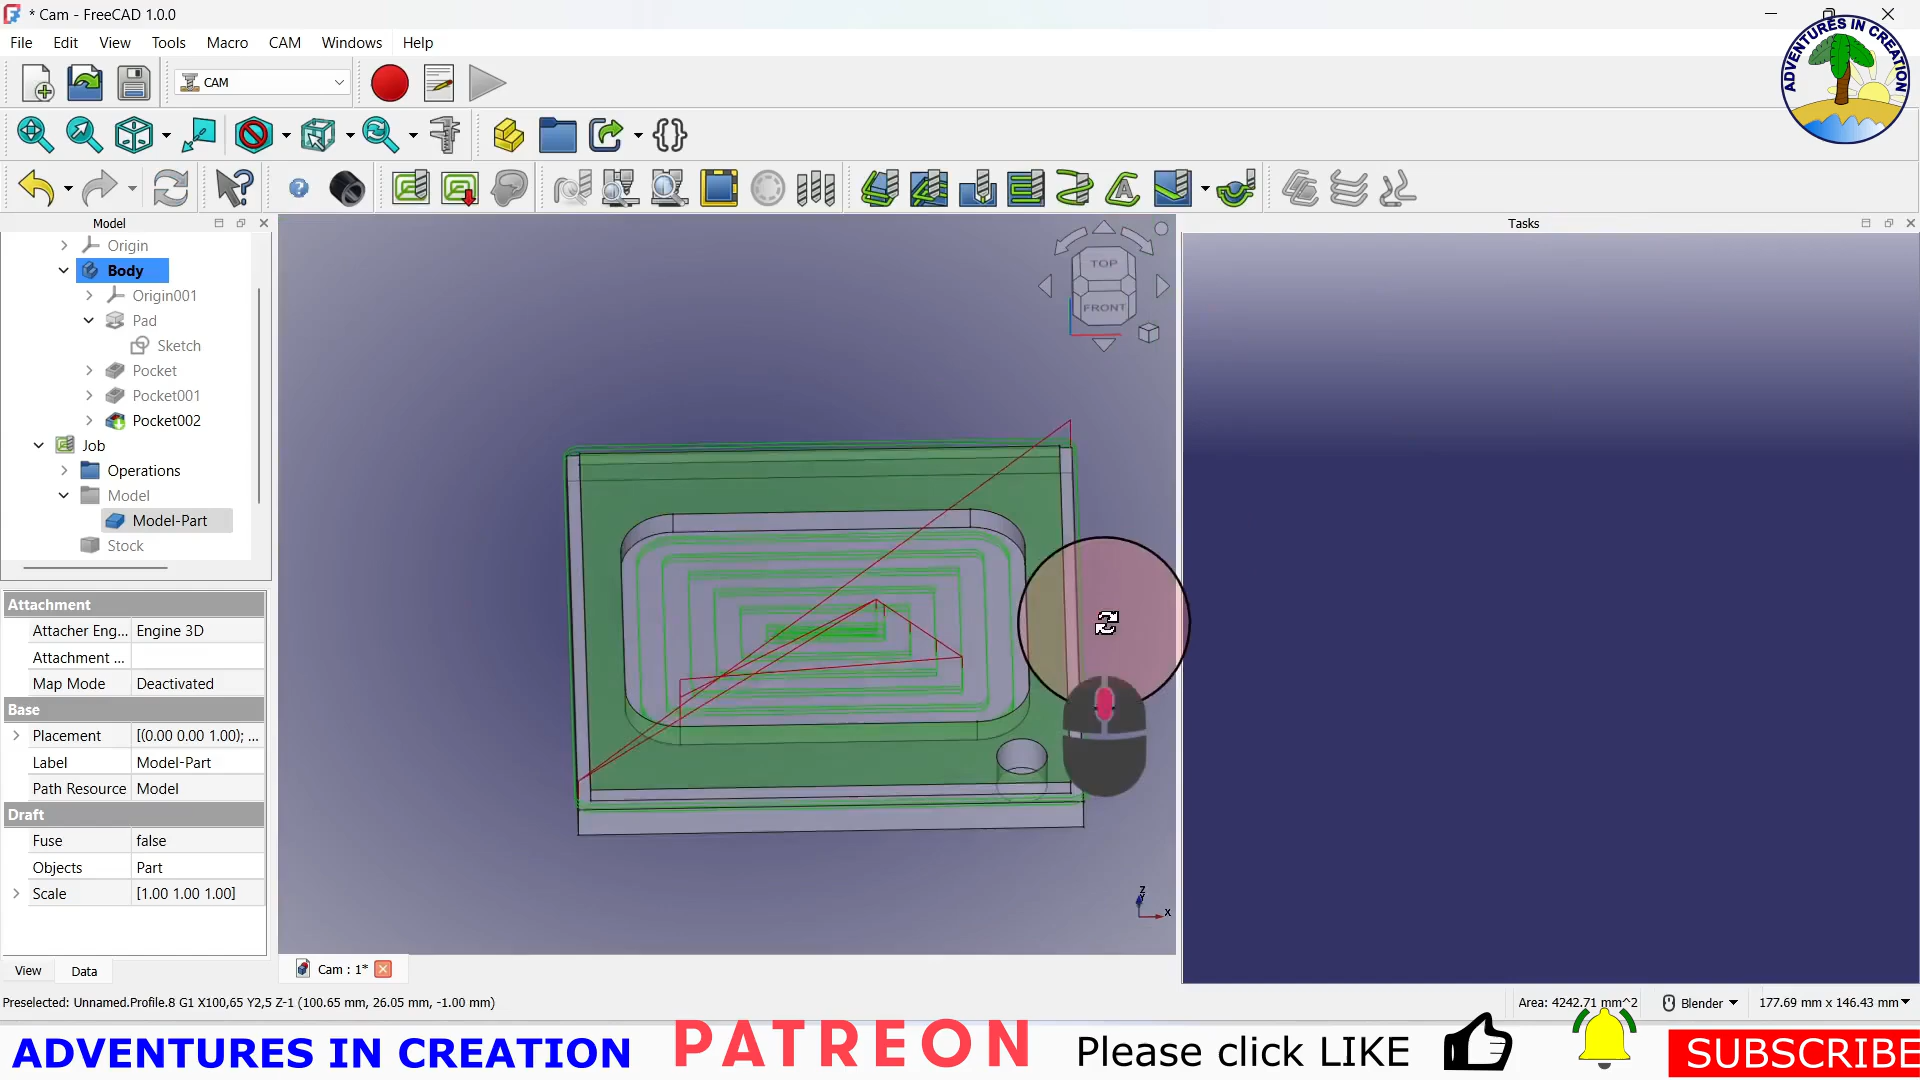 * Cam - FreeCAD 1.0.0
File Edit View Tools Macro CAM Windows Help
ADVENTURES IN CREATION
CAM
Model
Tasks
Origin
Body
Origin001
Pad
Sketch
Pocket
Pocket001
Pocket002
Job
Operations
Model
Model-Part
Stock
TOP
FRONT
Attachment
Attacher Eng... Engine 3D
Attachment ...
Map Mode Deactivated
Base
Placement [(0.00 0.00 1.00); ...
Label Model-Part
Path Resource Model
Draft
Fuse false
Objects Part
Scale [1.00 1.00 1.00]
Z
X
View Data
Cam : 1*
Preselected: Unnamed.Profile.8 G1 X100,65 Y2,5 Z-1 (100.65 mm, 26.05 mm, -1.00 mm)
Area: 4242.71 mm^2
Blender
177.69 mm x 146.43 mm
ADVENTURES IN CREATION PATREON Please click LIKE SUBSCRIBE